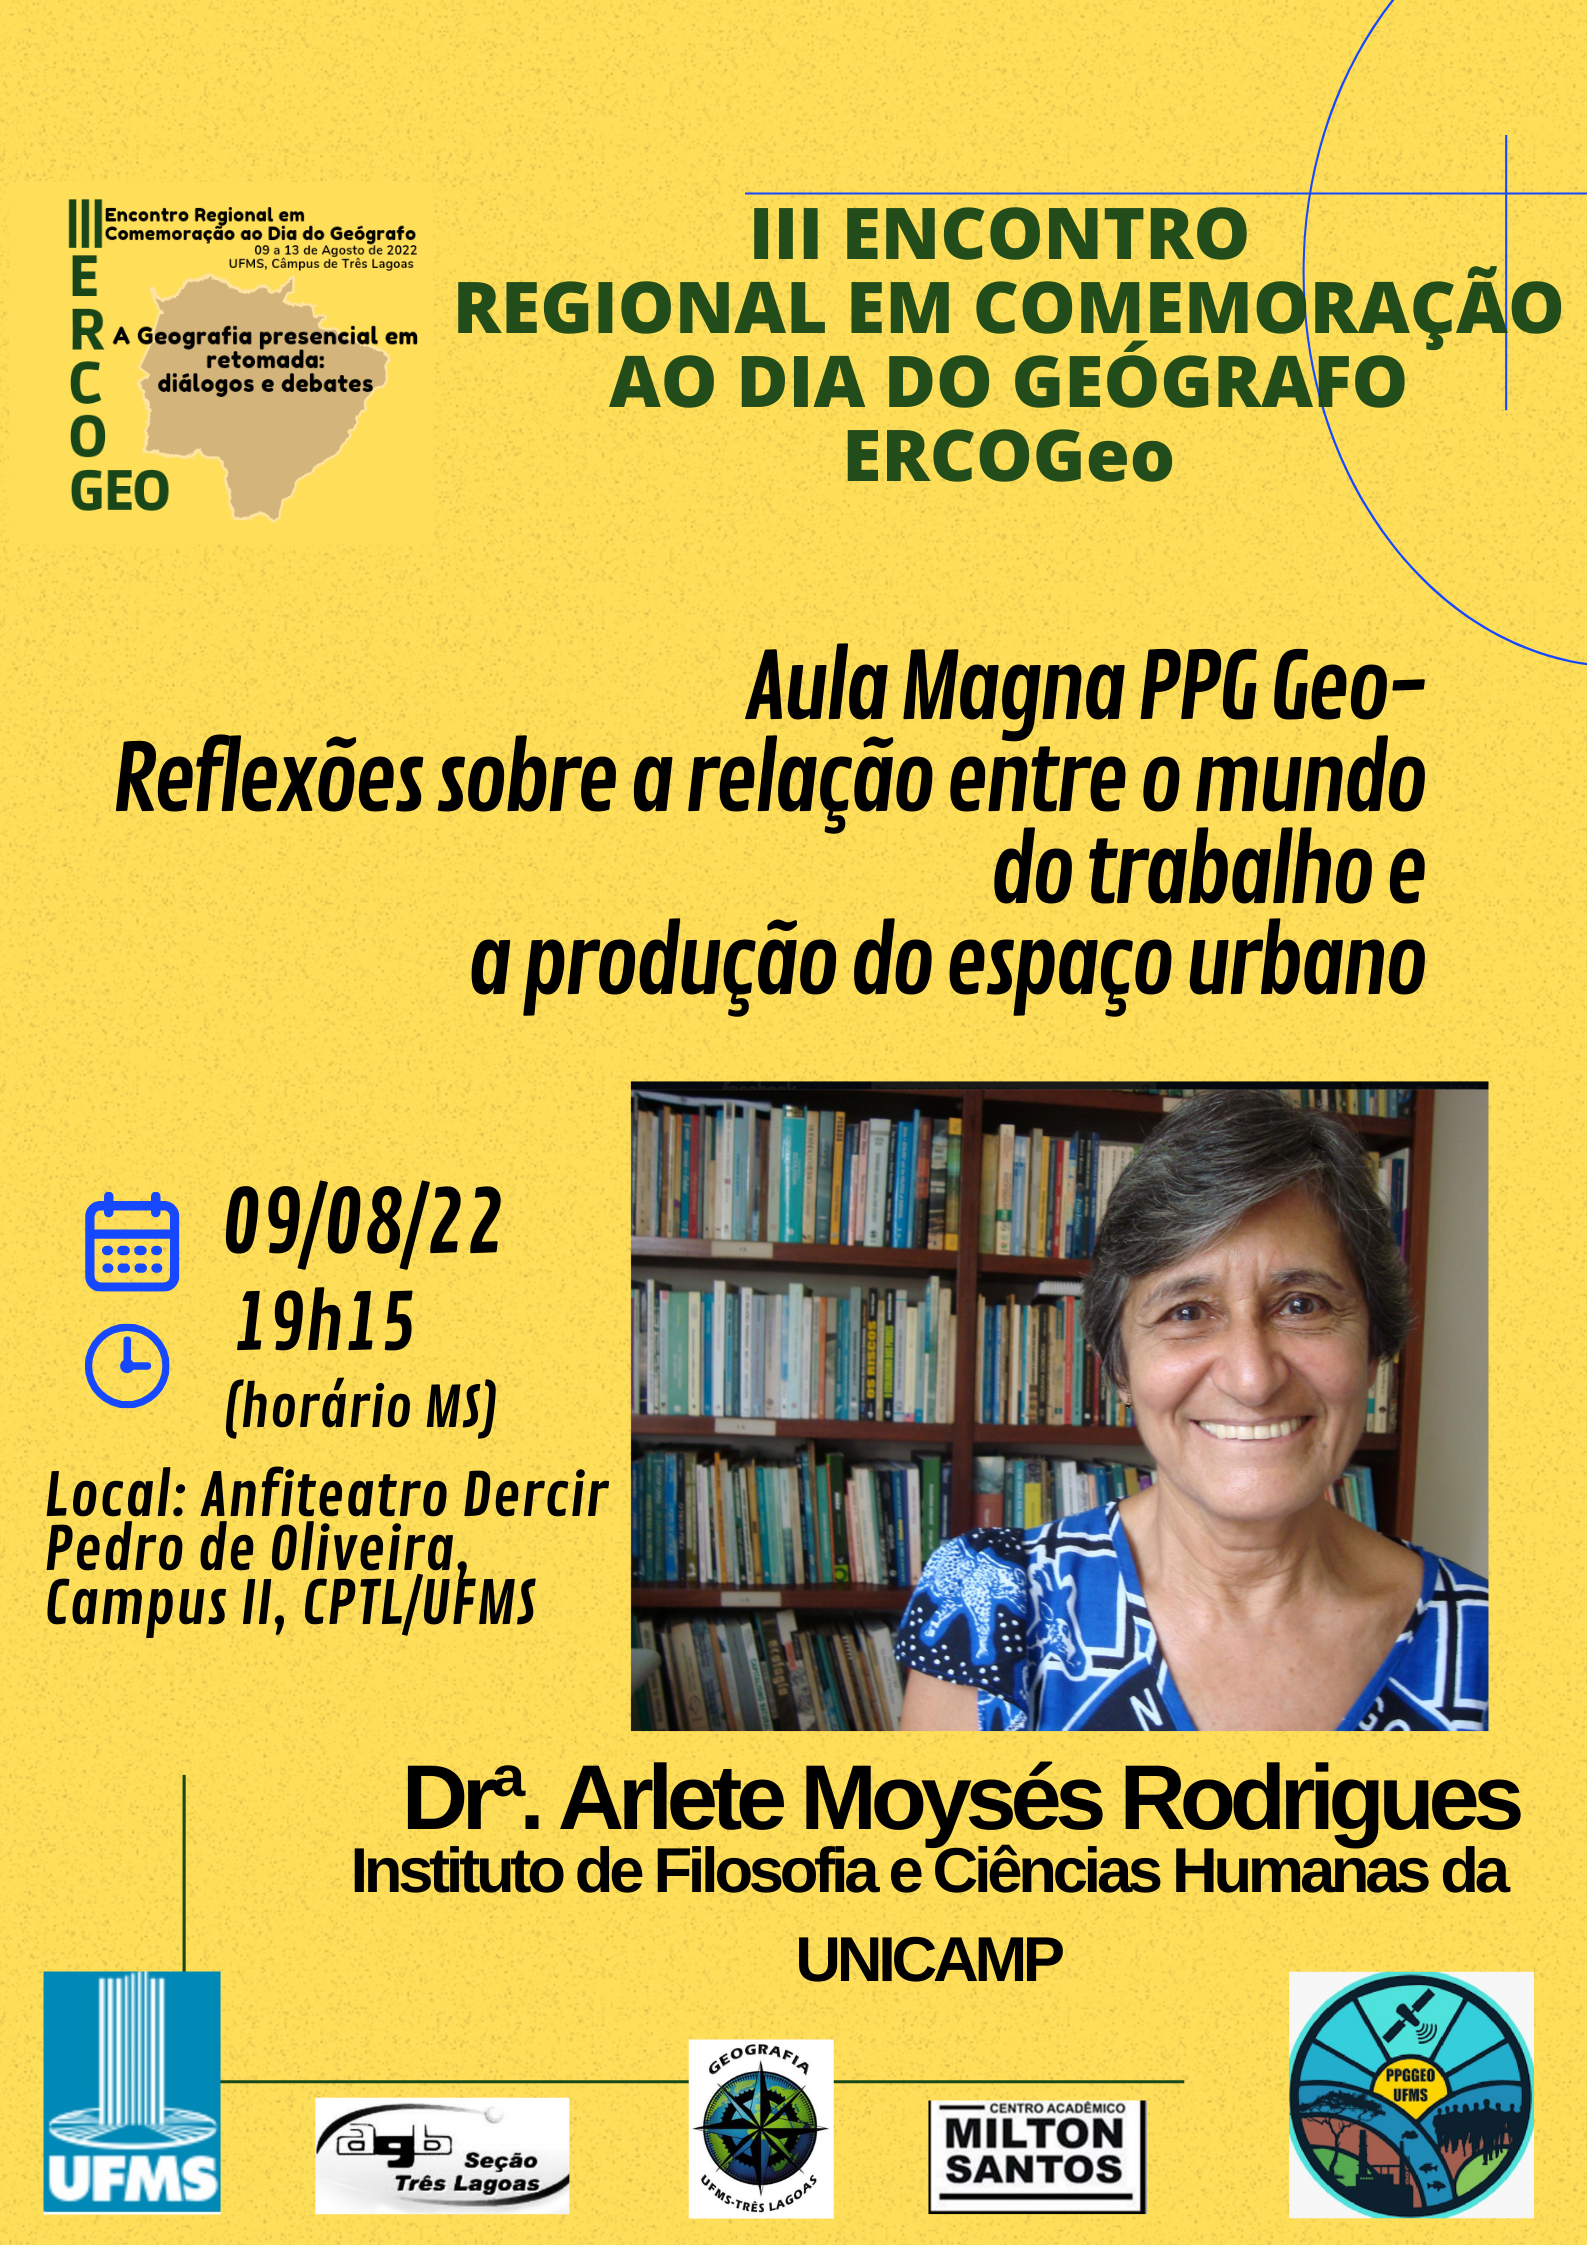 III Encontro Regional em
Comemoração ao Dia do Geógrafo
09 a 13 de Agosto de 2022
UFMS, Câmpus de Três Lagoas
E
R
C
O
GEO
A Geografia presencial em
retomada:
diálogos e debates
III ENCONTRO
REGIONAL EM COMEMORAÇÃO
AO DIA DO GEÓGRAFO
ERCOGeo
Aula Magna PPG Geo-
Reflexões sobre a relação entre o mundo
do trabalho e
a produção do espaço urbano
09/08/22
19h15
(horário MS)
Local: Anfiteatro Dercir
Pedro de Oliveira,
Campus II, CPTL/UFMS
OS RISCOS
ecologia
Drª. Arlete Moysés Rodrigues
Instituto de Filosofia e Ciências Humanas da
UNICAMP
UFMS
agb
Seção
Três Lagoas
GEOGRAFIA
UFMS-TRÊS LAGOAS
CENTRO ACADÊMICO
MILTON
SANTOS
PPGGEO
UFMS